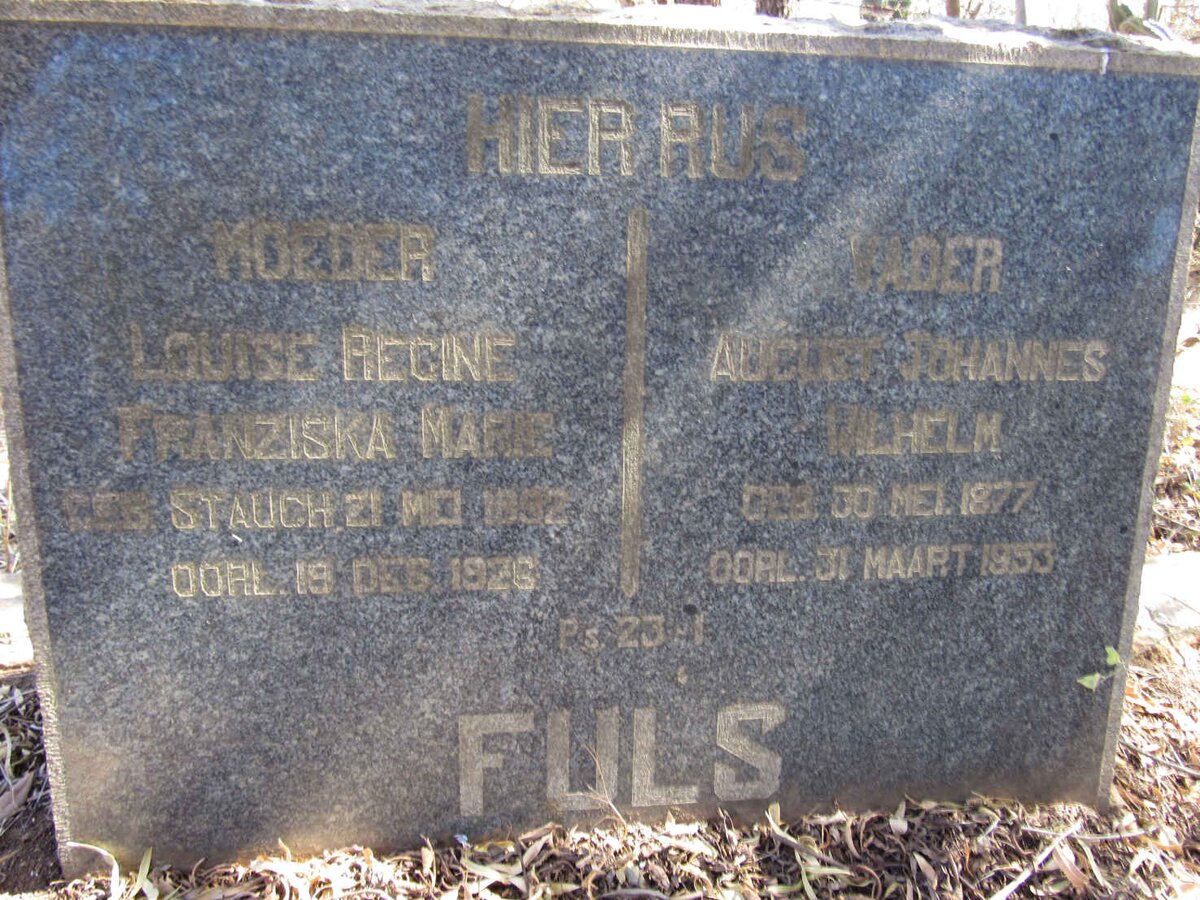 HIER RUS
MOEDER
LOUISE REGINE
FRANZISKA MARIE
GEB. STAUCH 21 MEI 1892
OORL. 19 DES. 1926
VADER
AUGUST JOHANNES
WILHELM
GEB. 30 MEI. 1877
OORL. 31 MAART 1953
PS. 23:1
FULS